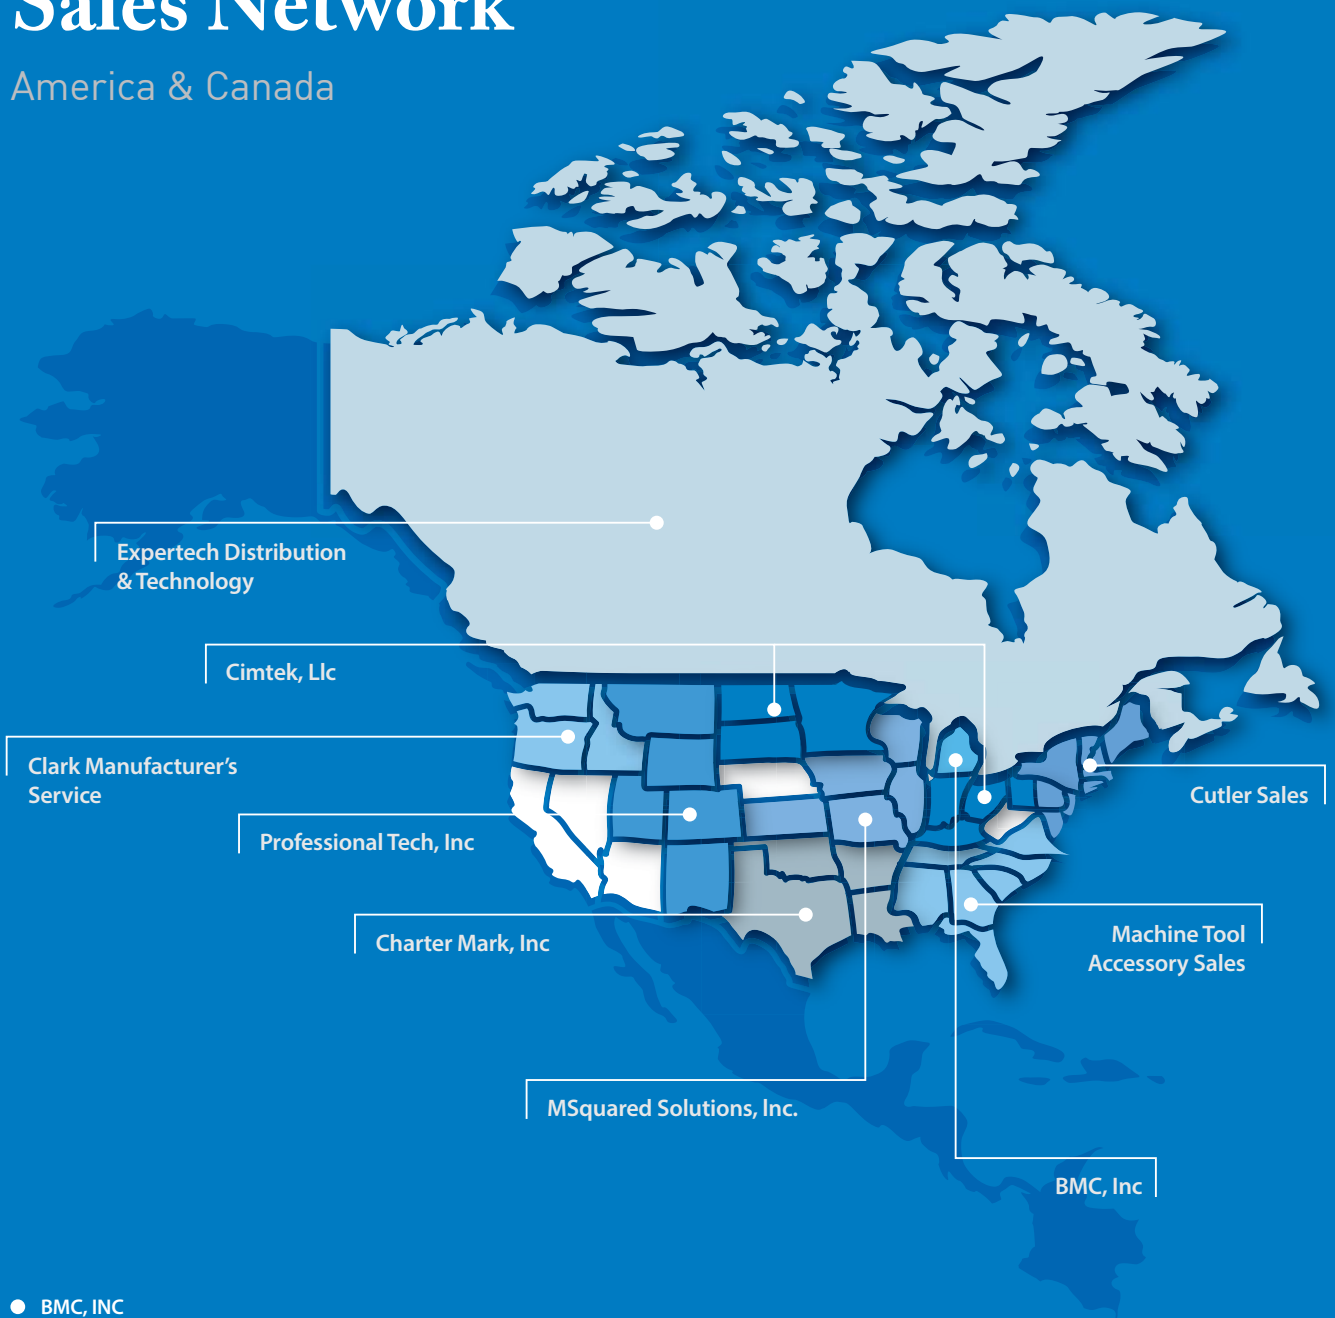 Sales Network
America & Canada
Expertech Distribution
& Technology
Cimtek, Llc
Clark Manufacturer’s
Service
Cutler Sales
Professional Tech, Inc
Charter Mark, Inc
Machine Tool
Accessory Sales
MSquared Solutions, Inc.
BMC, Inc
BMC, INC